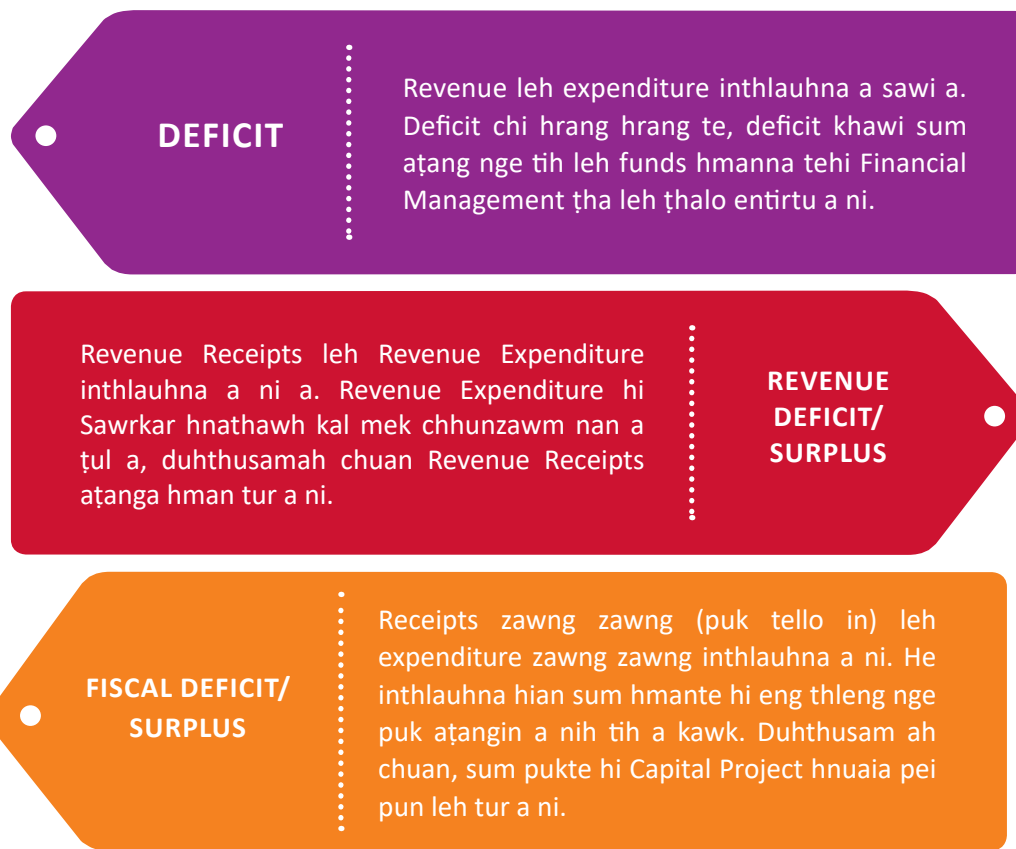 DEFICIT
Revenue leh expenditure inthlauhna a sawi a.
Deficit chi hrang hrang te, deficit khawi sum
aṭang nge tih leh funds hmanna tehi Financial
Management ṭha leh ṭhalo entirtu a ni.
Revenue Receipts leh Revenue Expenditure
inthlauhna a ni a. Revenue Expenditure hi
Sawrkar hnathawh kal mek chhunzawm nan a
ṭul a, duhthusamah chuan Revenue Receipts
aṭanga hman tur a ni.
REVENUE
DEFICIT/
SURPLUS
FISCAL DEFICIT/
SURPLUS
Receipts zawng zawng (puk tello in) leh
expenditure zawng zawng inthlauhna a ni. He
inthlauhna hian sum hmante hi eng thleng nge
puk aṭangin a nih tih a kawk. Duhthusam ah
chuan, sum pukte hi Capital Project hnuaia pei
pun leh tur a ni.